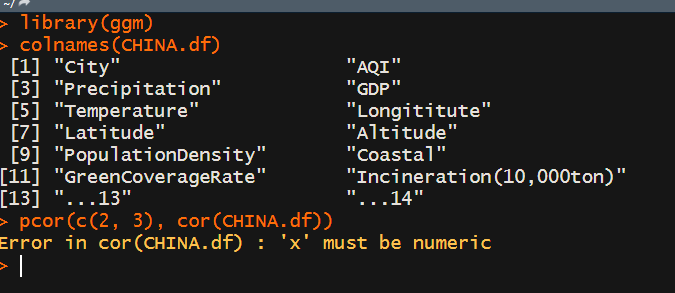 ~/
> library(ggm)
> colnames(CHINA.df)
[1] "City" "AQI"
[3] "Precipitation" "GDP"
[5] "Temperature" "Longititute"
[7] "Latitude" "Altitude"
[9] "PopulationDensity" "Coastal"
[11] "GreenCoverageRate" "Incineration(10,000ton)"
[13] "...13" "...14"
> pcor(c(2, 3), cor(CHINA.df))
Error in cor(CHINA.df) : 'x' must be numeric
>